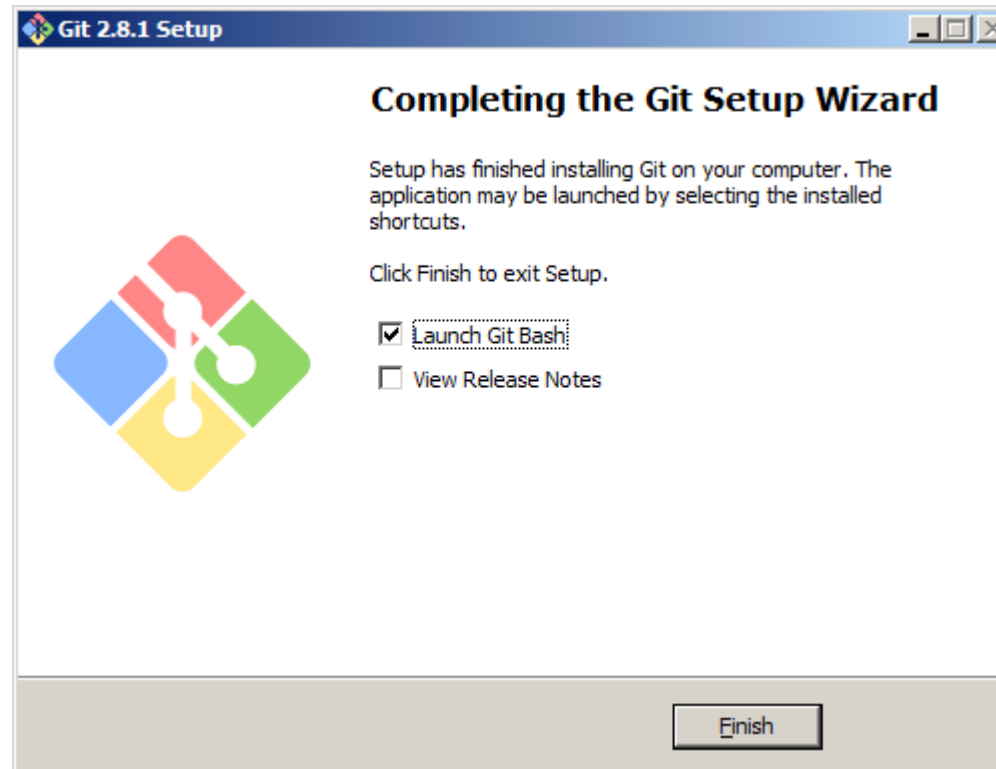 Git 2.8.1 Setup
Completing the Git Setup Wizard
Setup has finished installing Git on your computer. The
application may be launched by selecting the installed
shortcuts.
Click Finish to exit Setup.
Launch Git Bash
View Release Notes
Finish